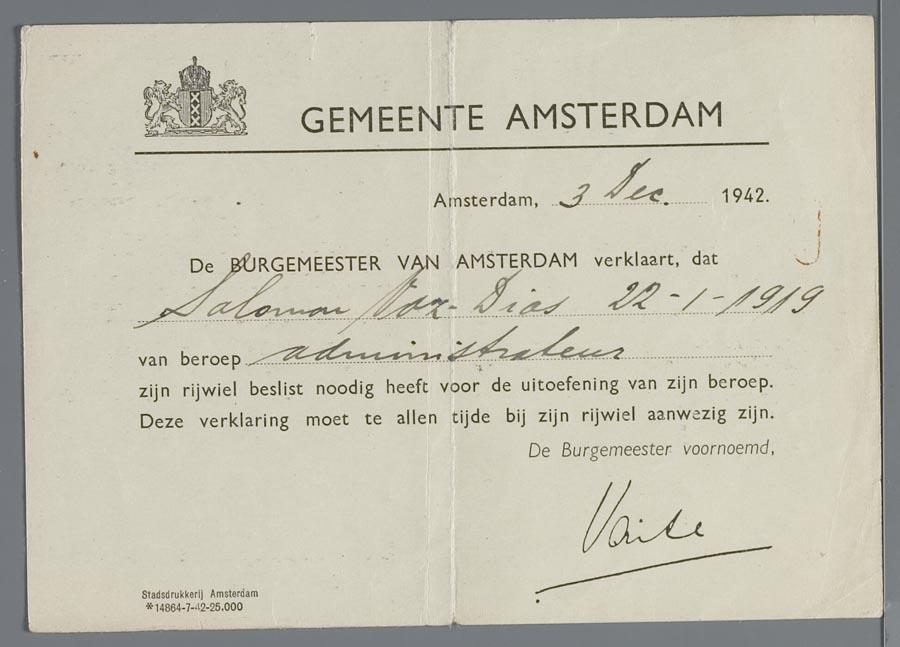 GEMEENTE AMSTERDAM
Amsterdam, 3 Dec. 1942.
De BURGEMEESTER VAN AMSTERDAM verklaart, dat
Salomon Vaz-Dias 22-1-1919
van beroep administrateur
zijn rijwiel beslist noodig heeft voor de uitoefening van zijn beroep.
Deze verklaring moet te allen tijde bij zijn rijwiel aanwezig zijn.
De Burgemeester voornoemd,
Voûte
Stadsdrukkerij Amsterdam
*14864-7-42-25.000